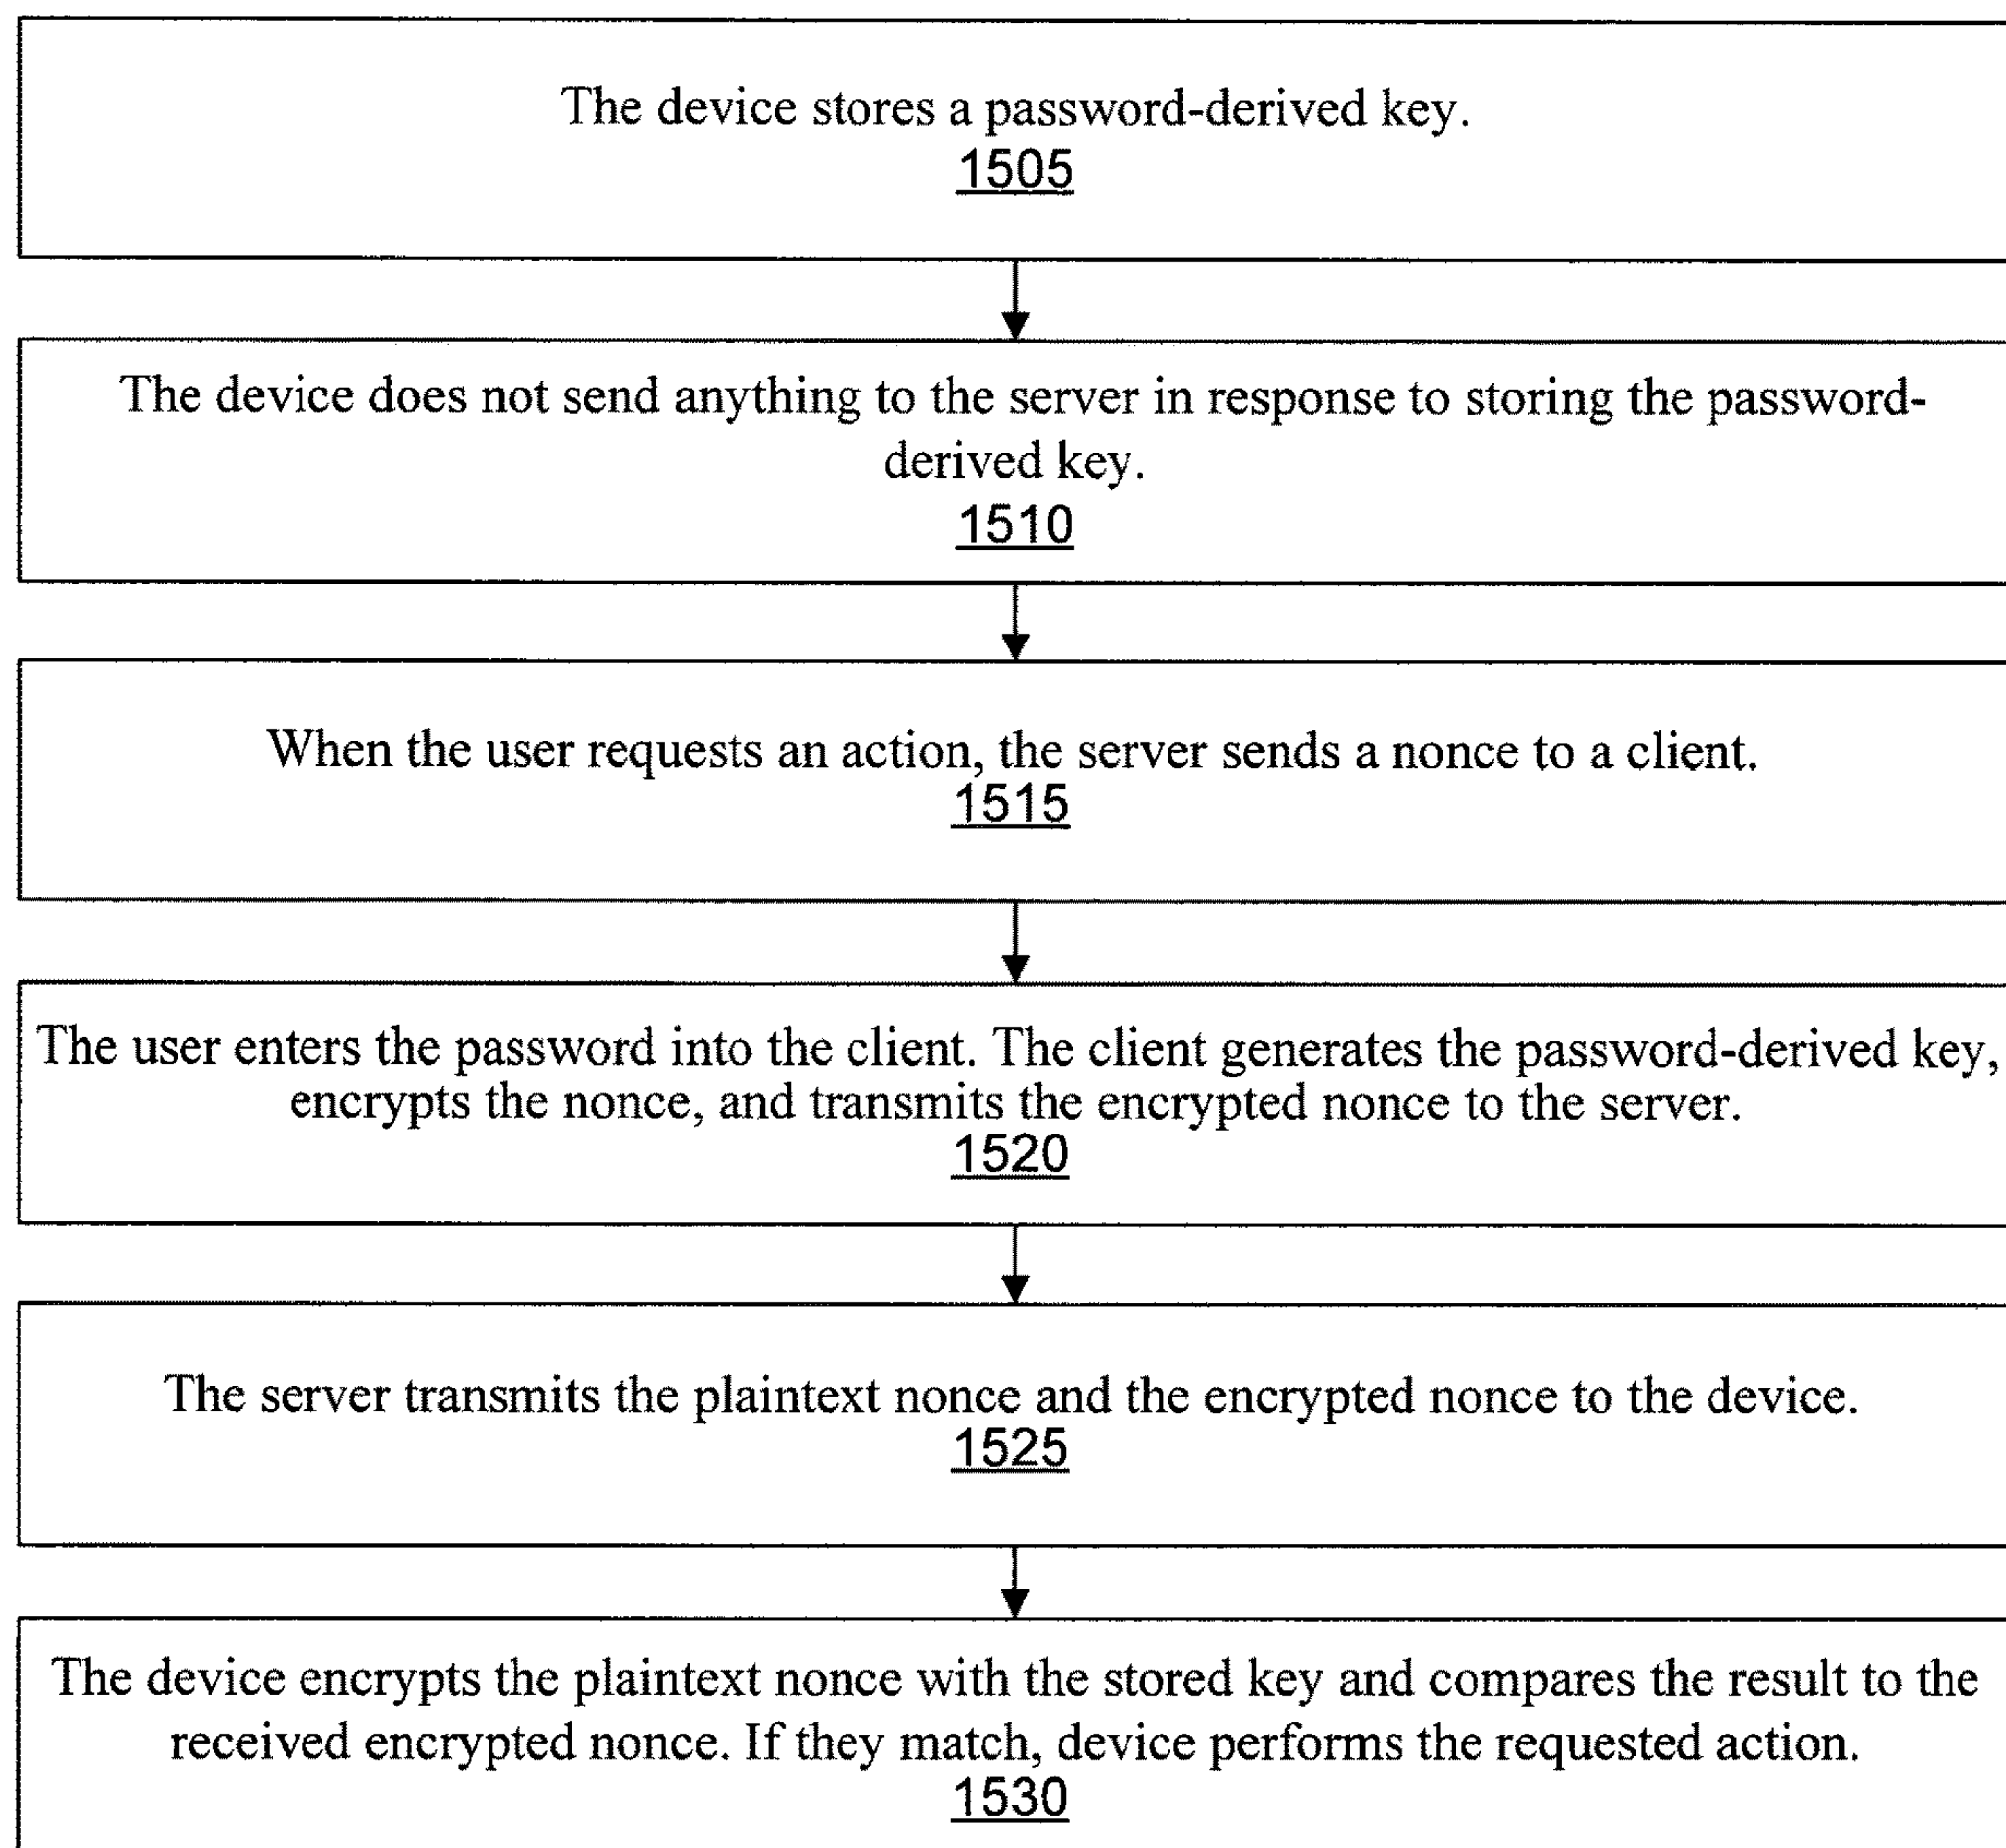 The device stores a password-derived key.
1505
The device does not send anything to the server in response to storing the password-
derived key.
1510
When the user requests an action, the server sends a nonce to a client.
1515
The user enters the password into the client. The client generates the password-derived key,
encrypts the nonce, and transmits the encrypted nonce to the server.
1520
The server transmits the plaintext nonce and the encrypted nonce to the device.
1525
The device encrypts the plaintext nonce with the stored key and compares the result to the
received encrypted nonce. If they match, device performs the requested action.
1530